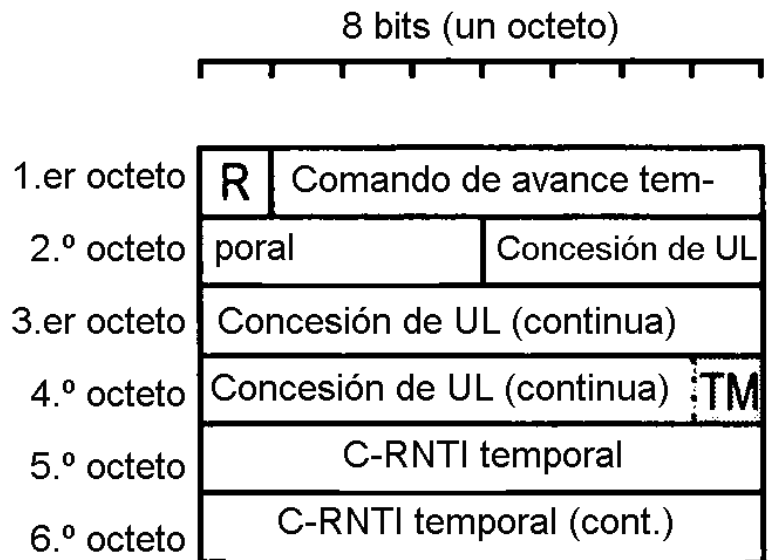 8 bits (un octeto)
1.er octeto R Comando de avance tem-
2.º octeto poral Concesión de UL
3.er octeto Concesión de UL (continua)
4.º octeto Concesión de UL (continua) TM
5.º octeto C-RNTI temporal
6.º octeto C-RNTI temporal (cont.)